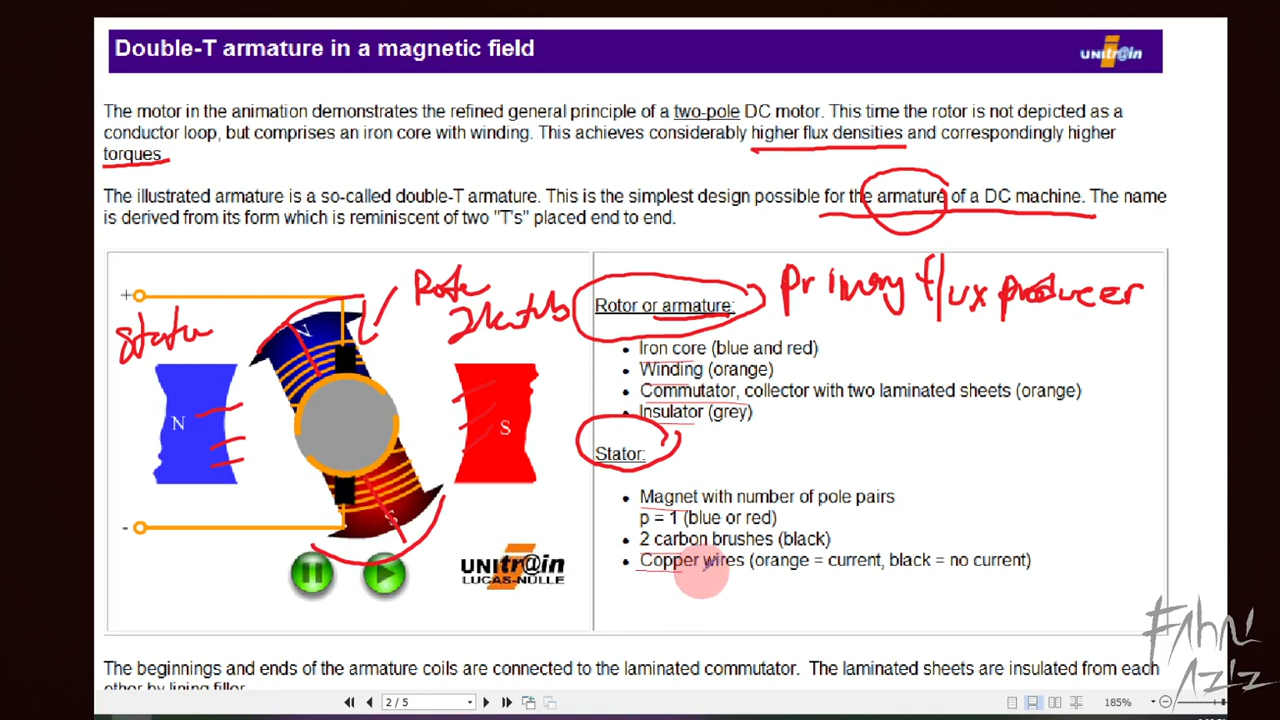 Double-T armature in a magnetic field
UNItr@in
The motor in the animation demonstrates the refined general principle of a two-pole DC motor. This time the rotor is not depicted as a
conductor loop, but comprises an iron core with winding. This achieves considerably higher flux densities and correspondingly higher
torques.
The illustrated armature is a so-called double-T armature. This is the simplest design possible for the armature of a DC machine. The name
is derived from its form which is reminiscent of two "T's" placed end to end.
+
stator
Rotor
2 kutub
N
N
S
S
-
UNItr@in
LUCAS-NÜLLE
Rotor or armature:
primary flux producer
• Iron core (blue and red)
• Winding (orange)
• Commutator, collector with two laminated sheets (orange)
• Insulator (grey)
Stator:
• Magnet with number of pole pairs
p = 1 (blue or red)
• 2 carbon brushes (black)
• Copper wires (orange = current, black = no current)
The beginnings and ends of the armature coils are connected to the laminated commutator. The laminated sheets are insulated from each
other by lining filler
Fahmi
Aziz
2 / 5
185%